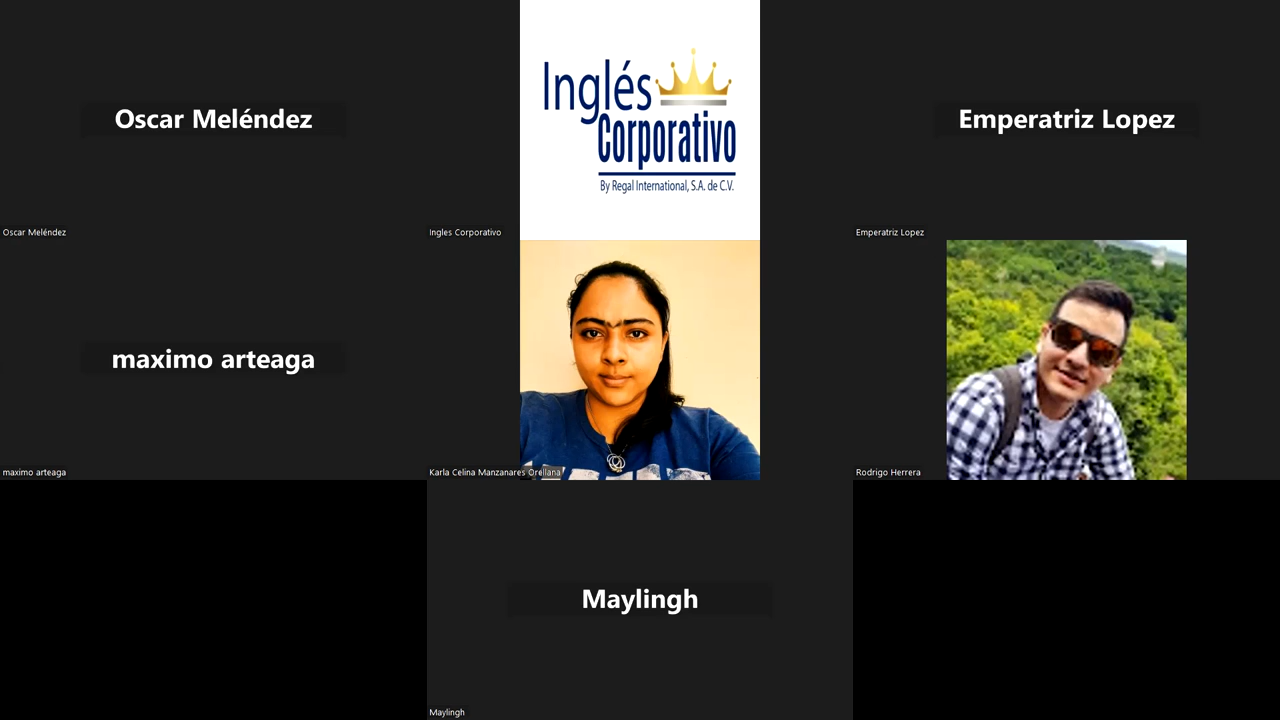 Oscar Meléndez
Inglés
Corporativo
By Regal International, S.A. de C.V.
Emperatriz Lopez
Oscar Meléndez
Ingles Corporativo
Emperatriz Lopez
maximo arteaga
maximo arteaga
Karla Celina Manzanares Orellana
Rodrigo Herrera
Maylingh
Maylingh